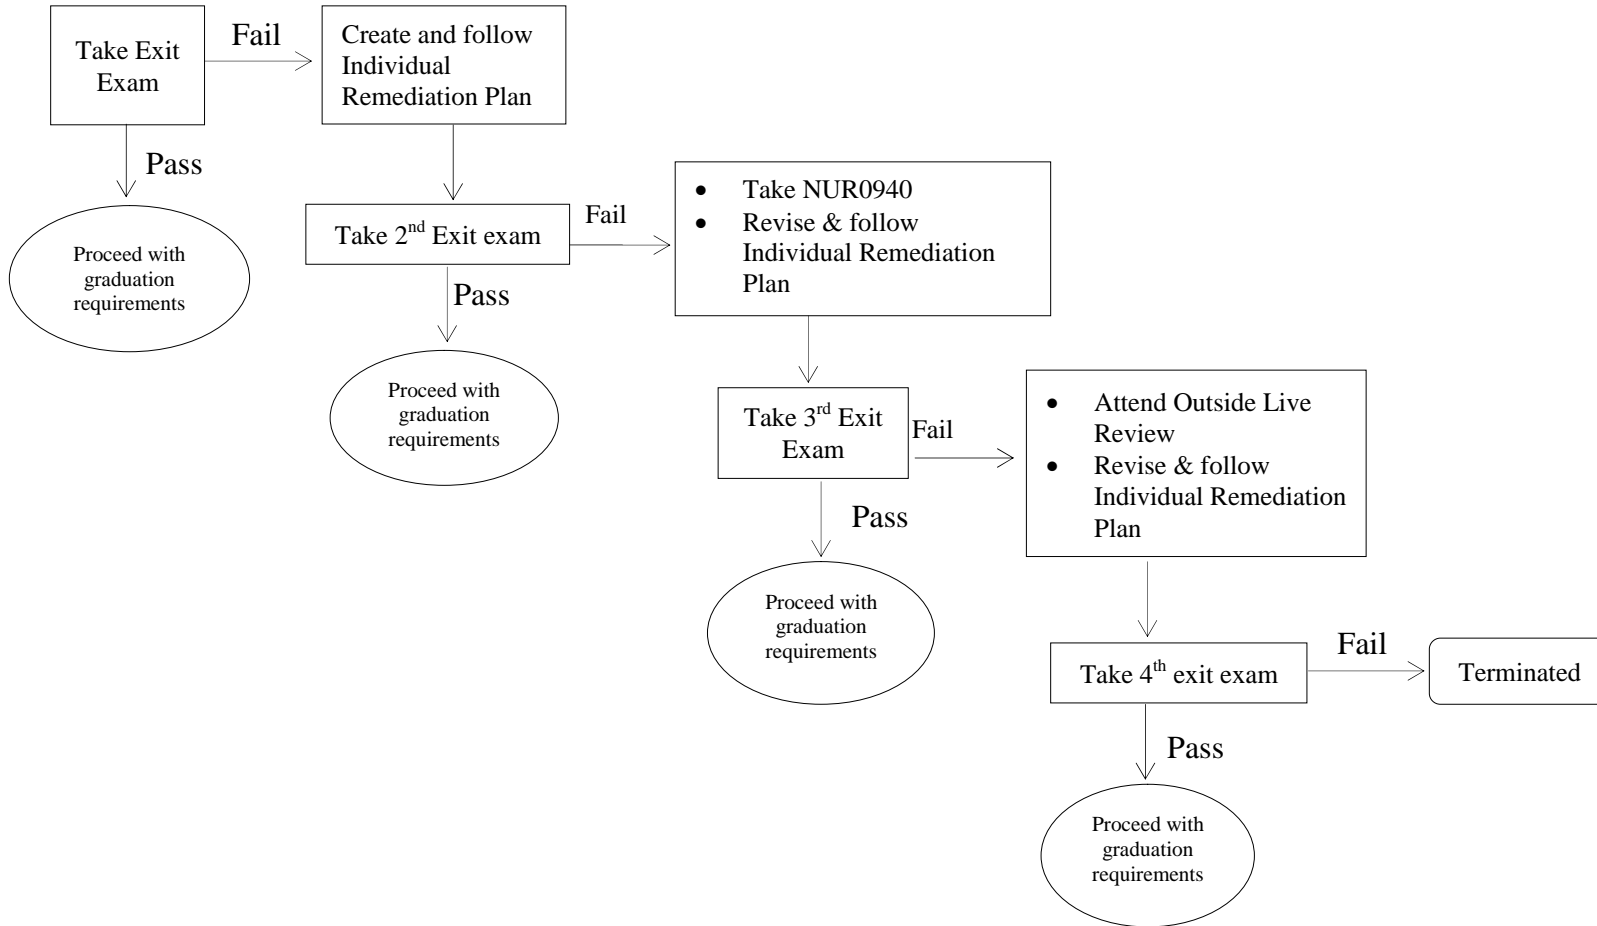 Take Exit
Exam
Fail
Create and follow
Individual
Remediation Plan
Pass
Proceed with
graduation
requirements
Take 2nd Exit exam
Fail
• Take NUR0940
• Revise & follow
Individual Remediation
Plan
Pass
Proceed with
graduation
requirements
Take 3rd Exit
Exam
Fail
• Attend Outside Live
Review
• Revise & follow
Individual Remediation
Plan
Pass
Proceed with
graduation
requirements
Take 4th exit exam
Fail
Terminated
Pass
Proceed with
graduation
requirements